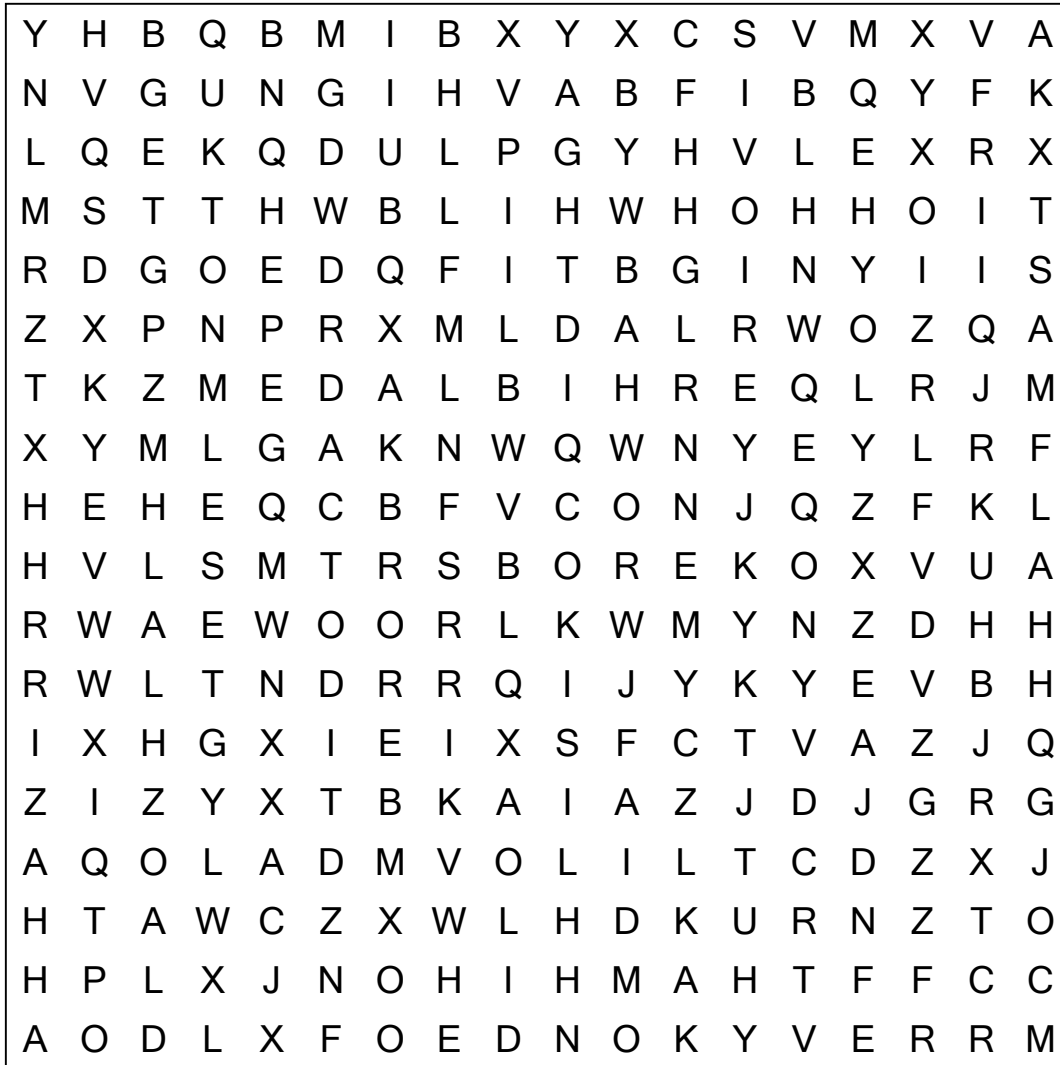 Y H B Q B M I B X Y X C S V M X V A
N V G U N G I H V A B F I B Q Y F K
L Q E K Q D U L P G Y H V L E X R X
M S T T H W B L I H W H O H H O I T
R D G O E D Q F I T B G I N Y I I S
Z X P N P R X M L D A L R W O Z Q A
T K Z M E D A L B I H R E Q L R J M
X Y M L G A K N W Q W N Y E Y L R F
H E H E Q C B F V C O N J Q Z F K L
H V L S M T R S B O R E K O X V U A
R W A E W O O R L K W M Y N Z D H H
R W L T N D R R Q I J Y K Y E V B H
I X H G X I E I X S F C T V A Z J Q
Z I Z Y X T B K A I A Z J D J G R G
A Q O L A D M V O L I L T C D Z X J
H T A W C Z X W L H D K U R N Z T O
H P L X J N O H I H M A H T F F C C
A O D L X F O E D N O K Y V E R R M